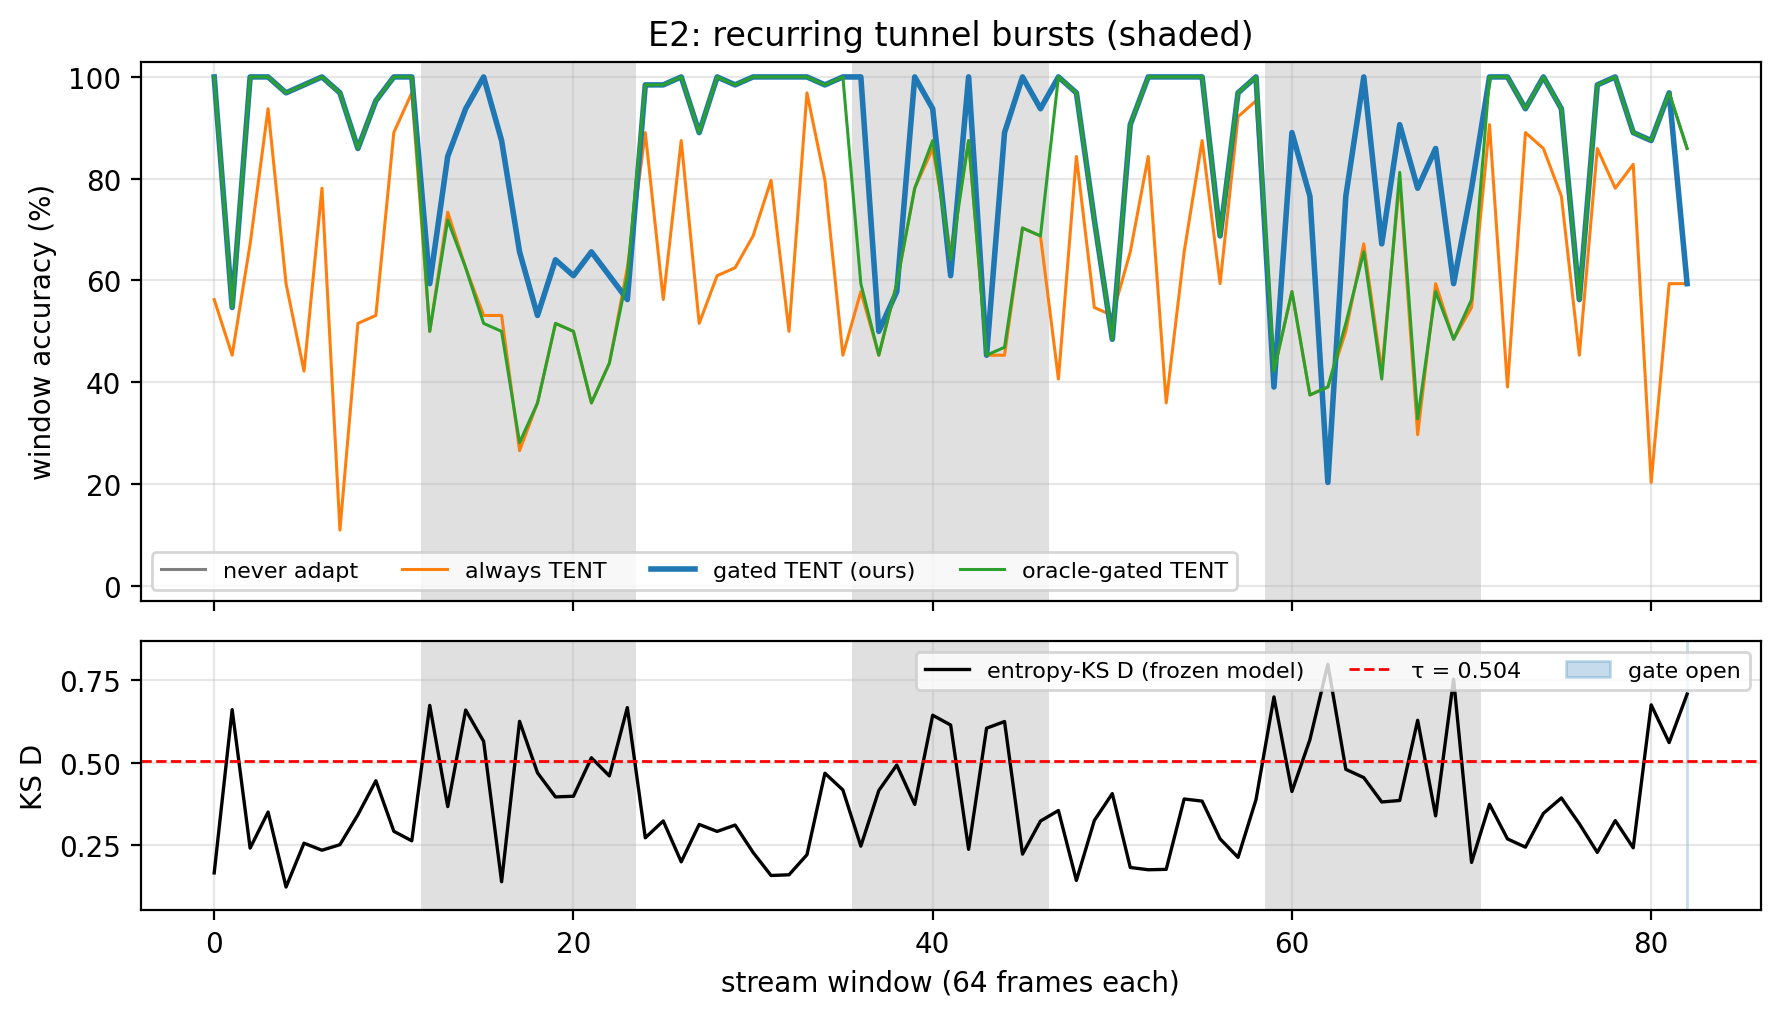 E2: recurring tunnel bursts (shaded)
window accuracy (%)
100
80
60
40
20
0
never adapt always TENT gated TENT (ours) oracle-gated TENT
KS D
0.75
0.50
0.25
entropy-KS D (frozen model) τ = 0.504 gate open
0 20 40 60 80
stream window (64 frames each)